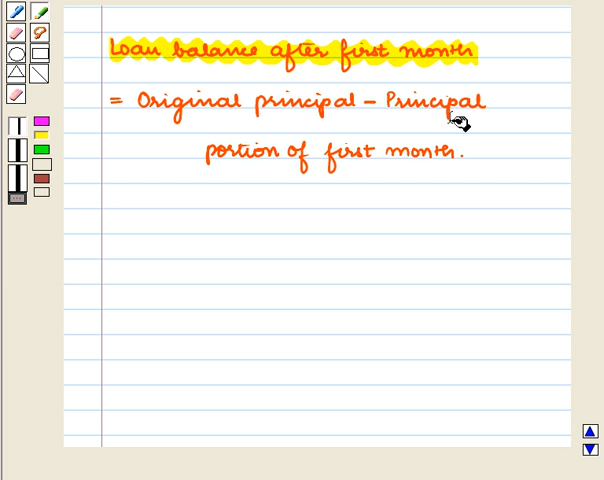 Loan balance after first month
= Original principal - Principal
portion of first month.